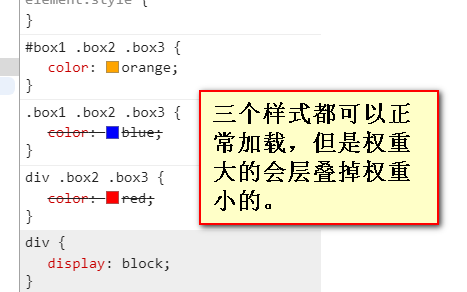 element.style {
}
#box1 .box2 .box3 {
color: orange;
}
.box1 .box2 .box3 {
color: blue;
}
div .box2 .box3 {
color: red;
}
div {
display: block;
}
三个样式都可以正
常加载，但是权重
大的会层叠掉权重
小的。